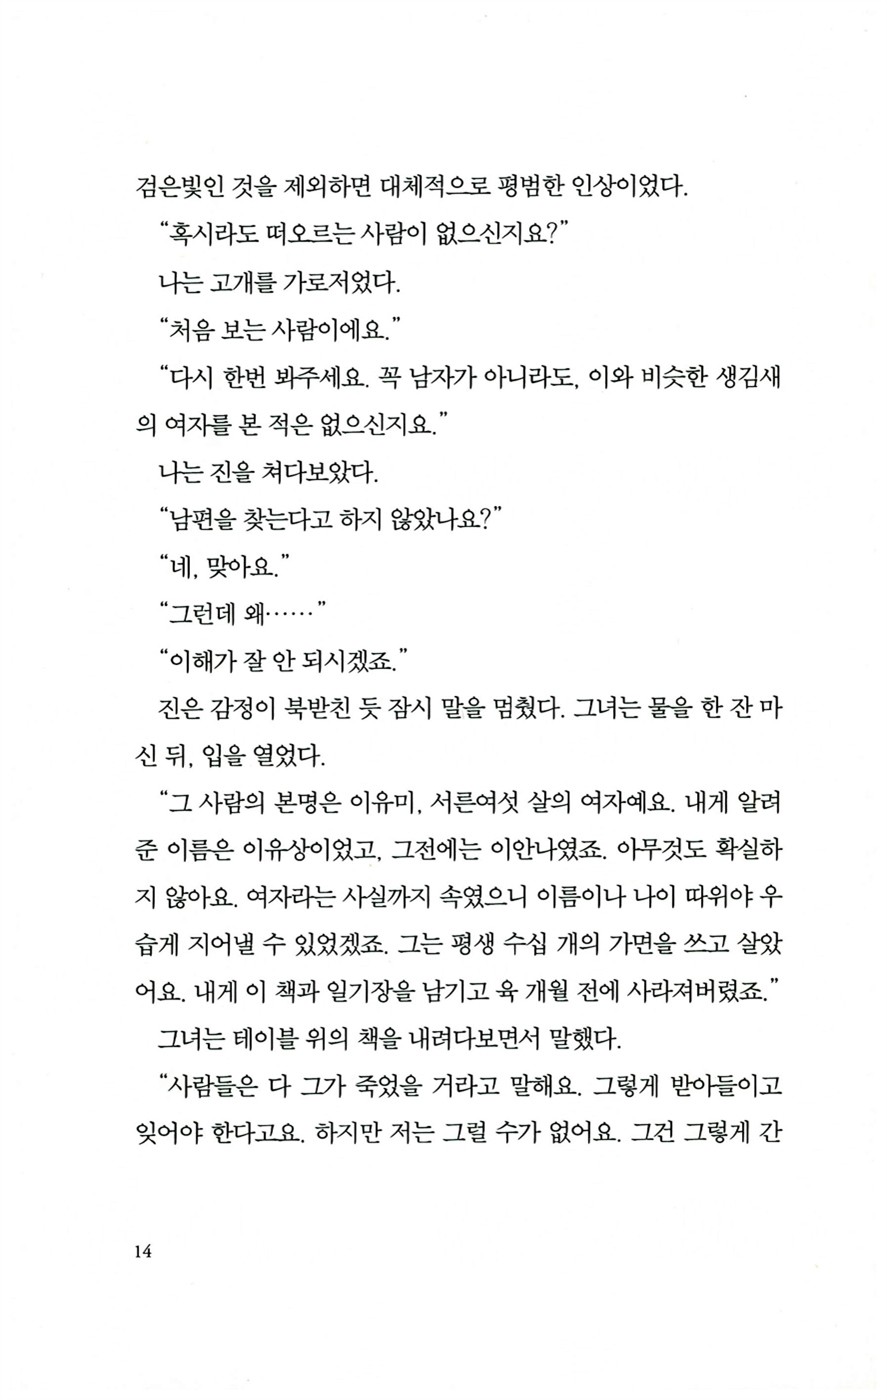 검은빛인 것을 제외하면 대체적으로 평범한 인상이었다.
“혹시라도 떠오르는 사람이 없으신지요?”
나는 고개를 가로저었다.
“처음 보는 사람이에요.”
“다시 한번 봐주세요. 꼭 남자가 아니라도, 이와 비슷한 생김새
의 여자를 본 적은 없으신지요.”
나는 진을 쳐다보았다.
“남편을 찾는다고 하지 않았나요?”
“네, 맞아요.”
“그런데 왜……”
“이해가 잘 안 되시겠죠.”
진은 감정이 북받친 듯 잠시 말을 멈췄다. 그녀는 물을 한 잔 마
신 뒤, 입을 열었다.
“그 사람의 본명은 이유미, 서른여섯 살의 여자예요. 내게 알려
준 이름은 이유상이었고, 그전에는 이안나였죠. 아무것도 확실하
지 않아요. 여자라는 사실까지 속였으니 이름이나 나이 따위야 우
습게 지어낼 수 있었겠죠. 그는 평생 수십 개의 가면을 쓰고 살았
어요. 내게 이 책과 일기장을 남기고 육 개월 전에 사라져버렸죠.”
그녀는 테이블 위의 책을 내려다보면서 말했다.
“사람들은 다 그가 죽었을 거라고 말해요. 그렇게 받아들이고
잊어야 한다고요. 하지만 저는 그럴 수가 없어요. 그건 그렇게 간
14